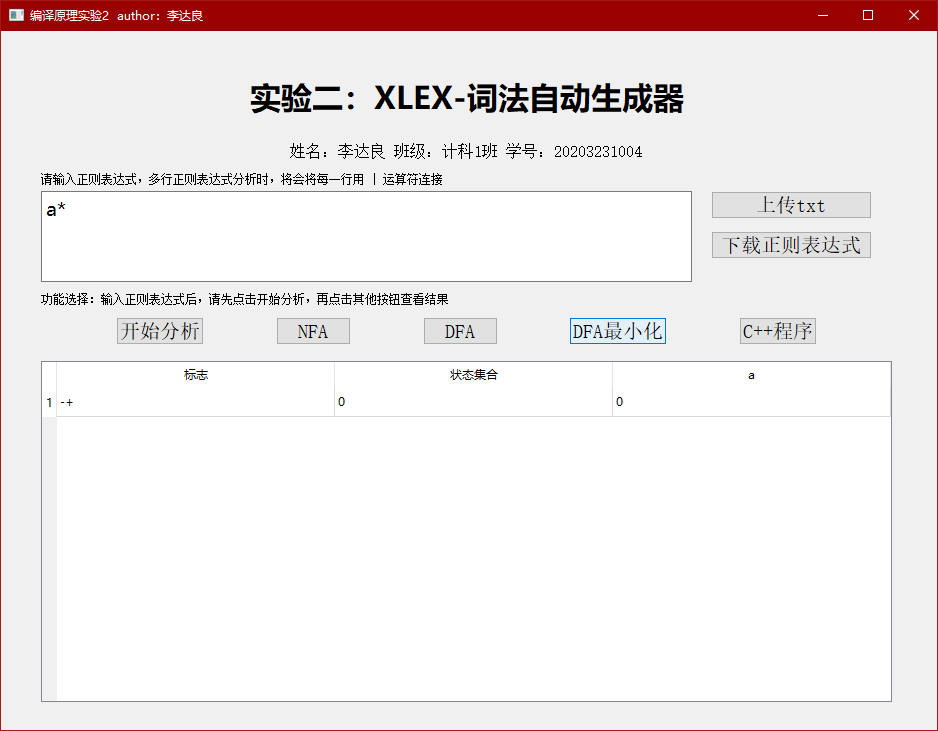 编译原理实验2 author：李达良
实验二：XLEX-词法自动生成器
姓名：李达良 班级：计科1班 学号：20203231004
请输入正则表达式，多行正则表达式分析时，将会将每一行用 | 运算符连接
a*
上传txt
下载正则表达式
功能选择：输入正则表达式后，请先点击开始分析，再点击其他按钮查看结果
开始分析 NFA DFA DFA最小化 C++程序
标志 状态集合 a
1 -+ 0 0